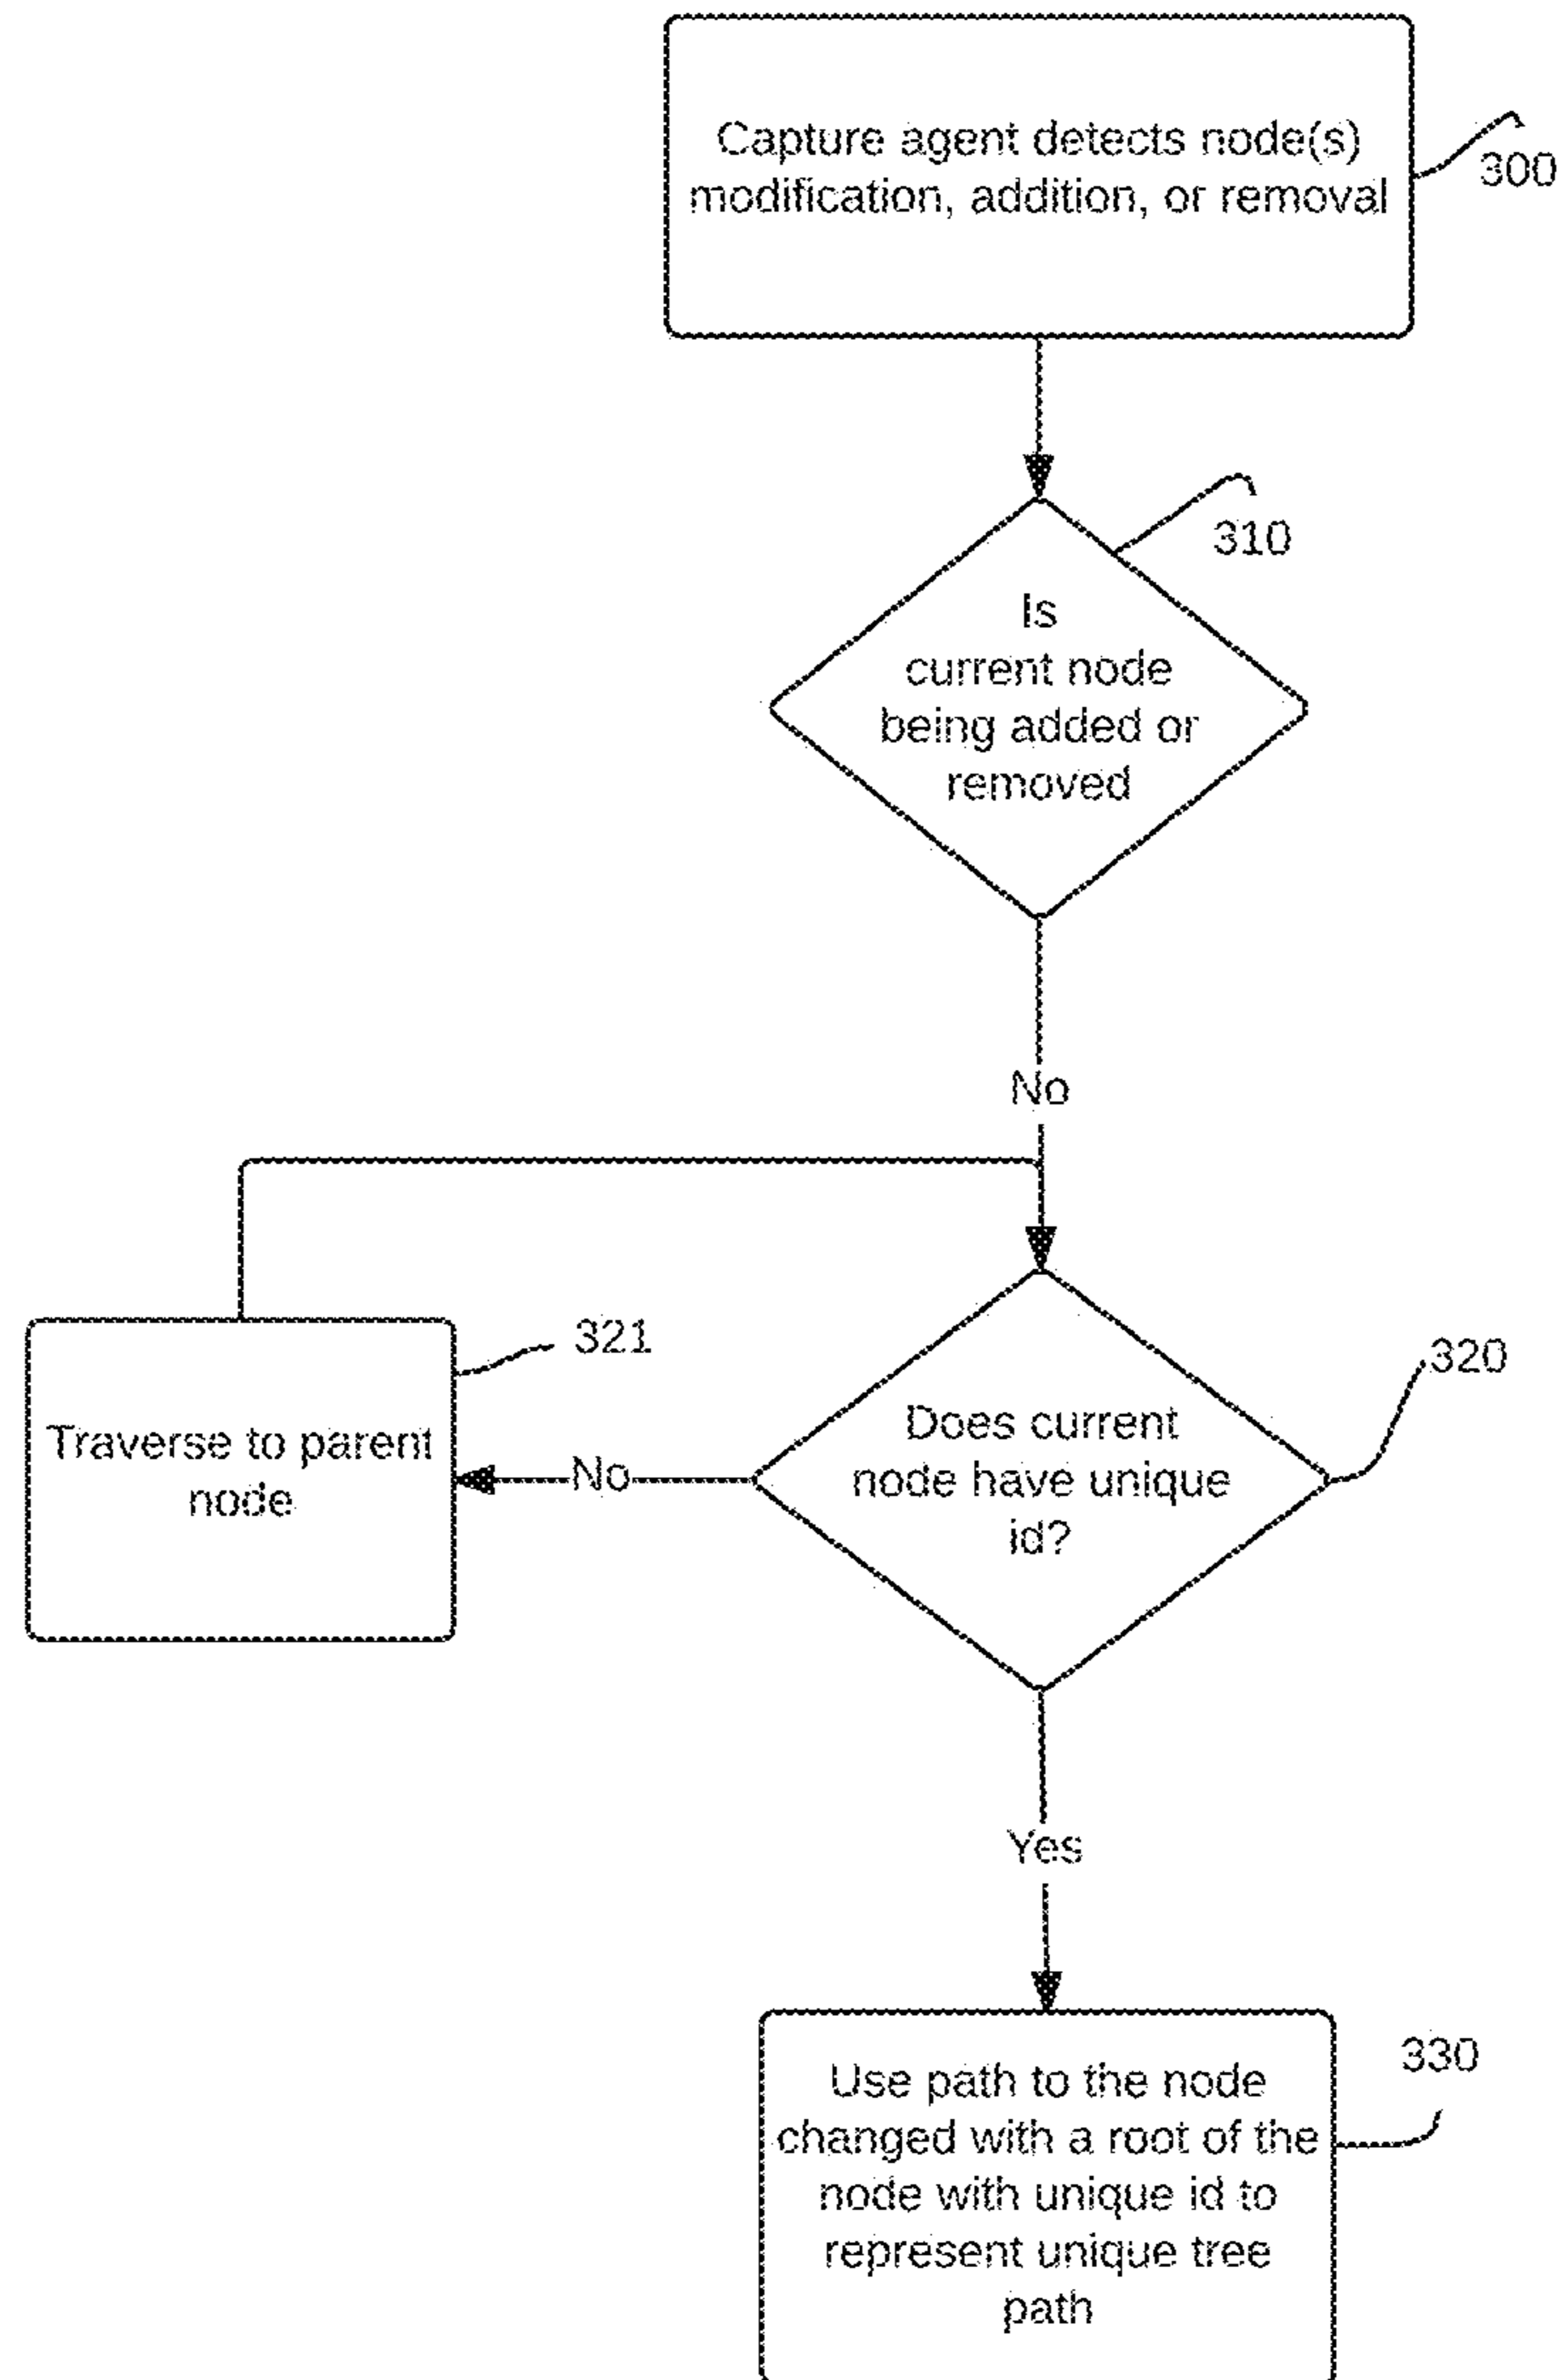 Capture agent detects node(s)
modification, addition, or removal
300
310
Is
current node
being added or
removed
No
321
320
Traverse to parent
node
No
Does current
node have unique
id?
Yes
330
Use path to the node
changed with a root of the
node with unique id to
represent unique tree
path